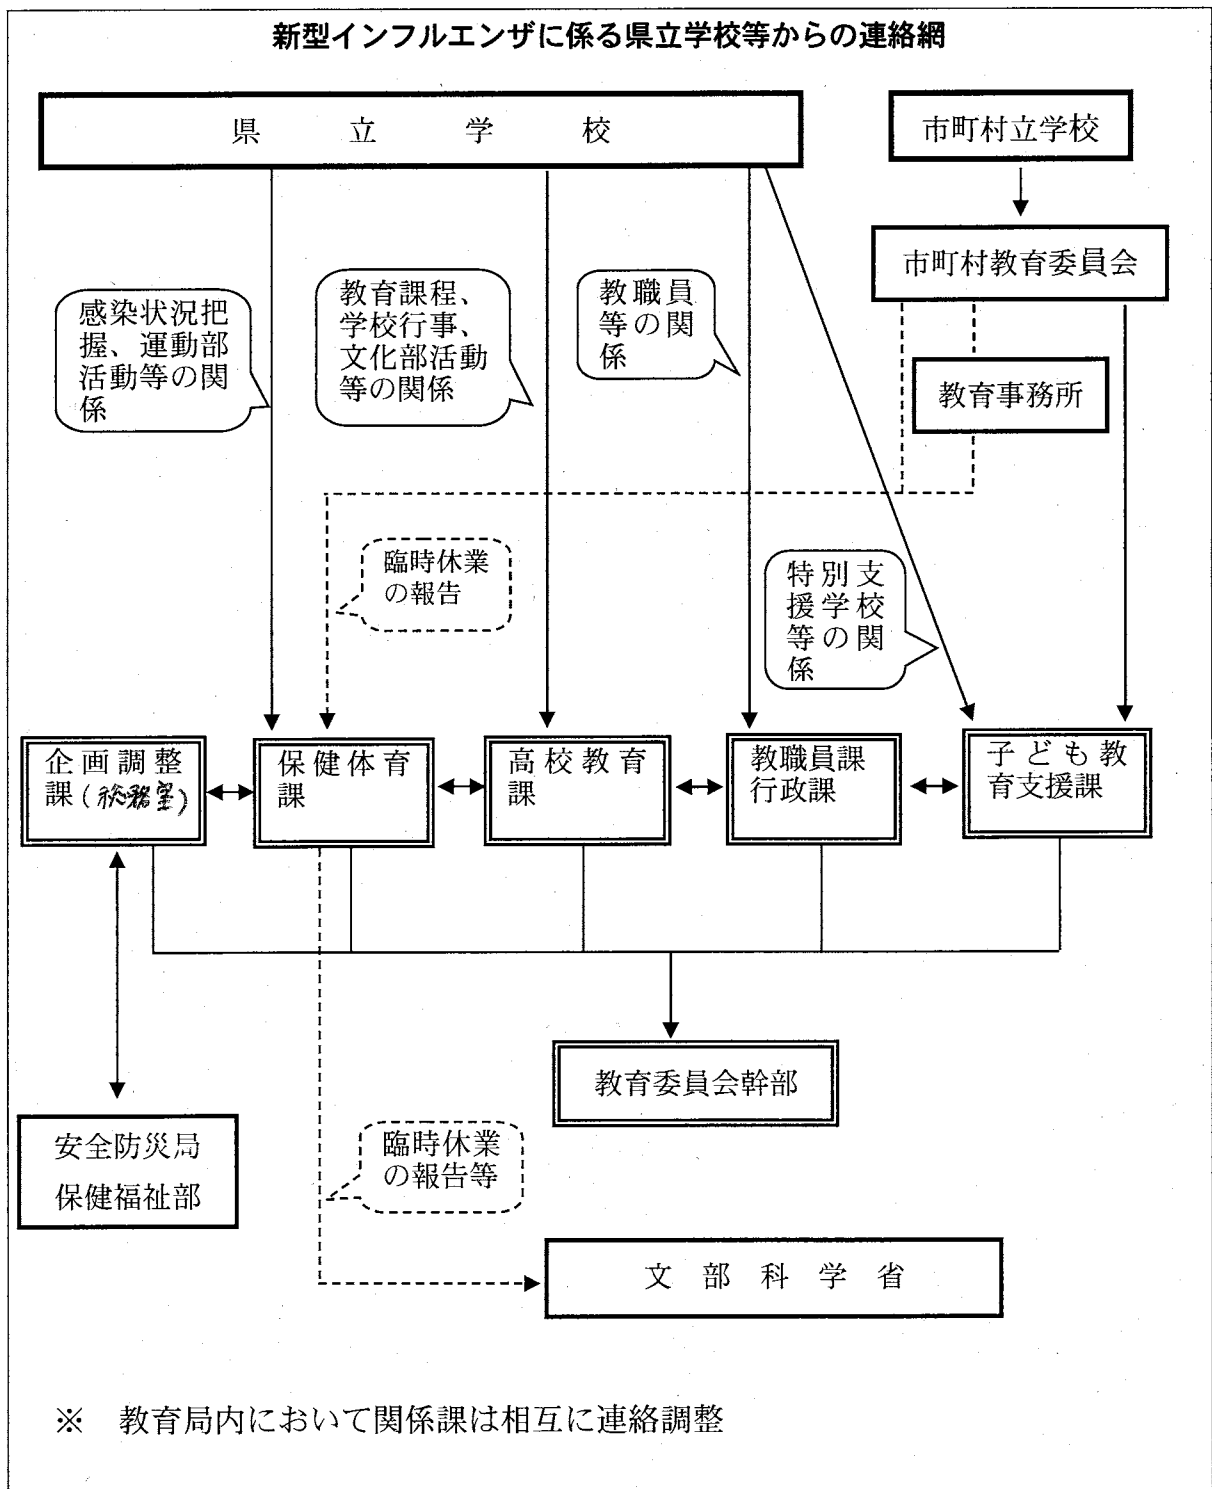 新型インフルエンザに係る県立学校等からの連絡網
県立学校
市町村立学校
市町村教育委員会
感染状況把
握、運動部
活動等の関
係
教育課程、
学校行事、
文化部活動
等の関係
教職員
等の関
係
教育事務所
臨時休業
の報告
特別支
援学校
等の関
係
企画調整
課(総務室)
保健体育
課
高校教育
課
教職員課
行政課
子ども教
育支援課
教育委員会幹部
安全防災局
保健福祉部
臨時休業
の報告等
文部科学省
※　教育局内において関係課は相互に連絡調整